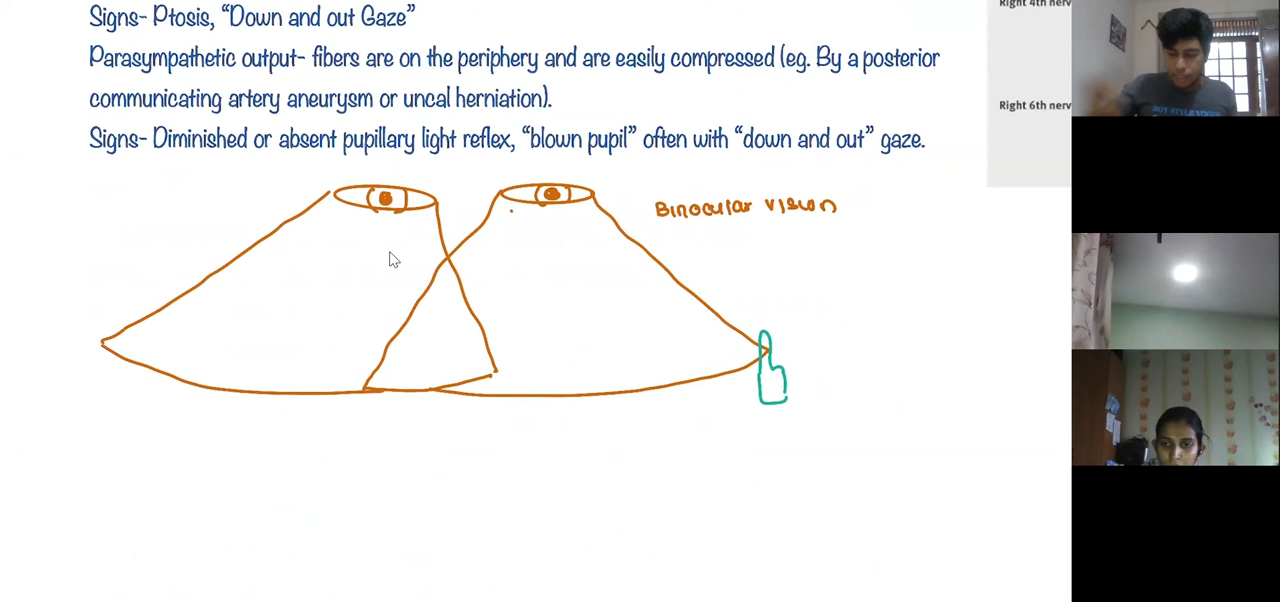 Signs- Ptosis, “Down and out Gaze”
Parasympathetic output- fibers are on the periphery and are easily compressed (eg. By a posterior
communicating artery aneurysm or uncal herniation).
Signs- Diminished or absent pupillary light reflex, “blown pupil” often with “down and out” gaze.
Binocular vision
Right 4th nerv
Right 6th nerv